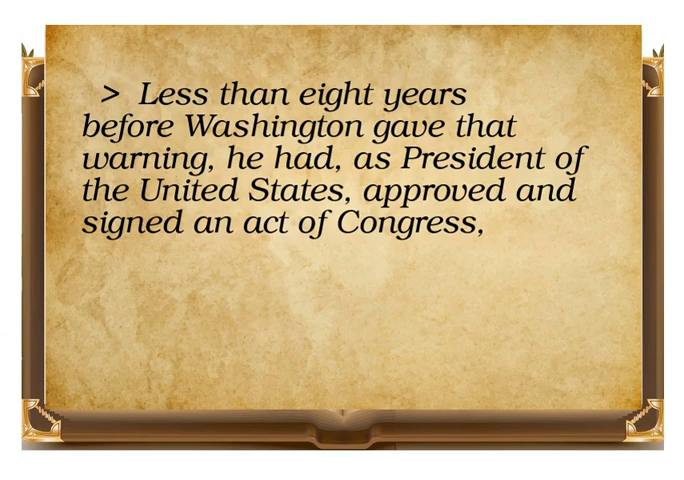 > Less than eight years
before Washington gave that
warning, he had, as President of
the United States, approved and
signed an act of Congress,